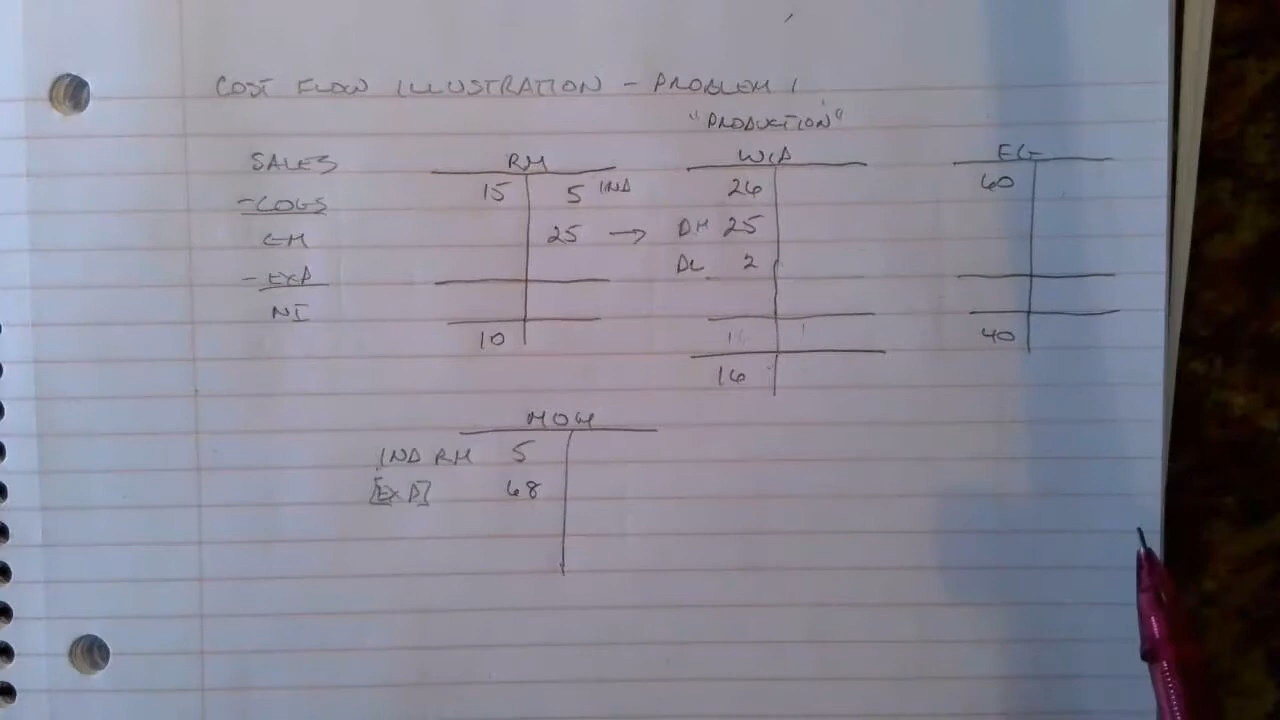 COST FLOW ILLUSTRATION - PROBLEM 1
"PRODUCTION"
SALES RM WIP FG
15 5 IND 26 60
- COGS
GM 25 → DM 25
DL 2
- EXP
NI
10 40
16
MOH
IND RM 5
[EXP] 68